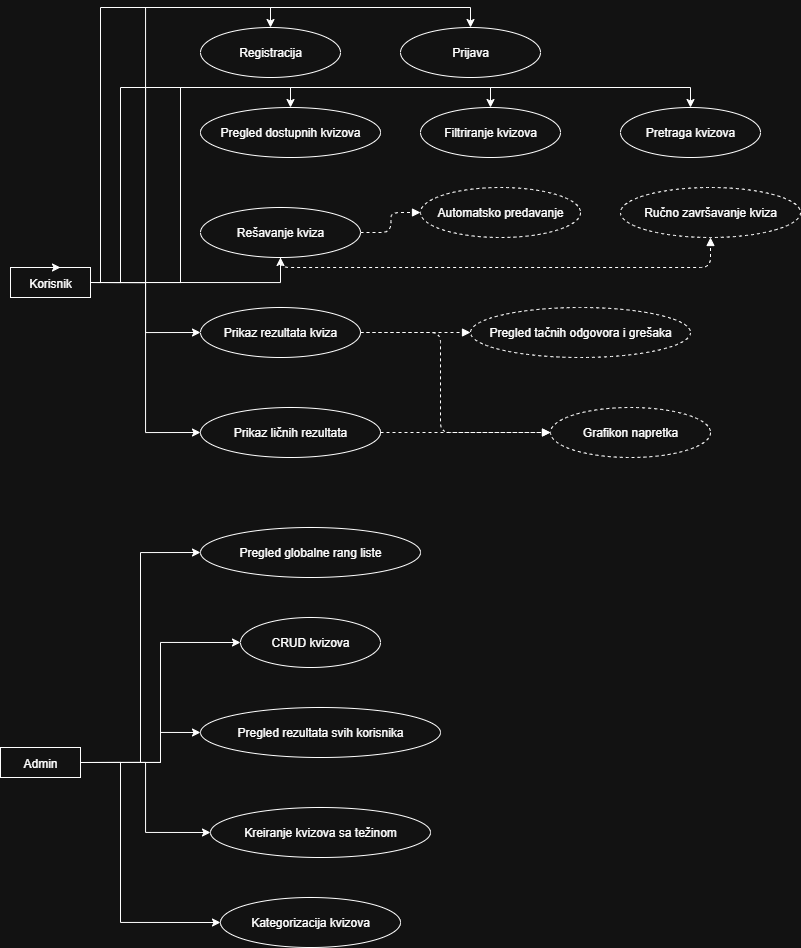 Registracija
Prijava
Pregled dostupnih kvizova
Filtriranje kvizova
Pretraga kvizova
Rešavanje kviza
Automatsko predavanje
Ručno završavanje kviza
Korisnik
Prikaz rezultata kviza
Pregled tačnih odgovora i grešaka
Prikaz ličnih rezultata
Grafikon napretka
Pregled globalne rang liste
CRUD kvizova
Pregled rezultata svih korisnika
Admin
Kreiranje kvizova sa težinom
Kategorizacija kvizova